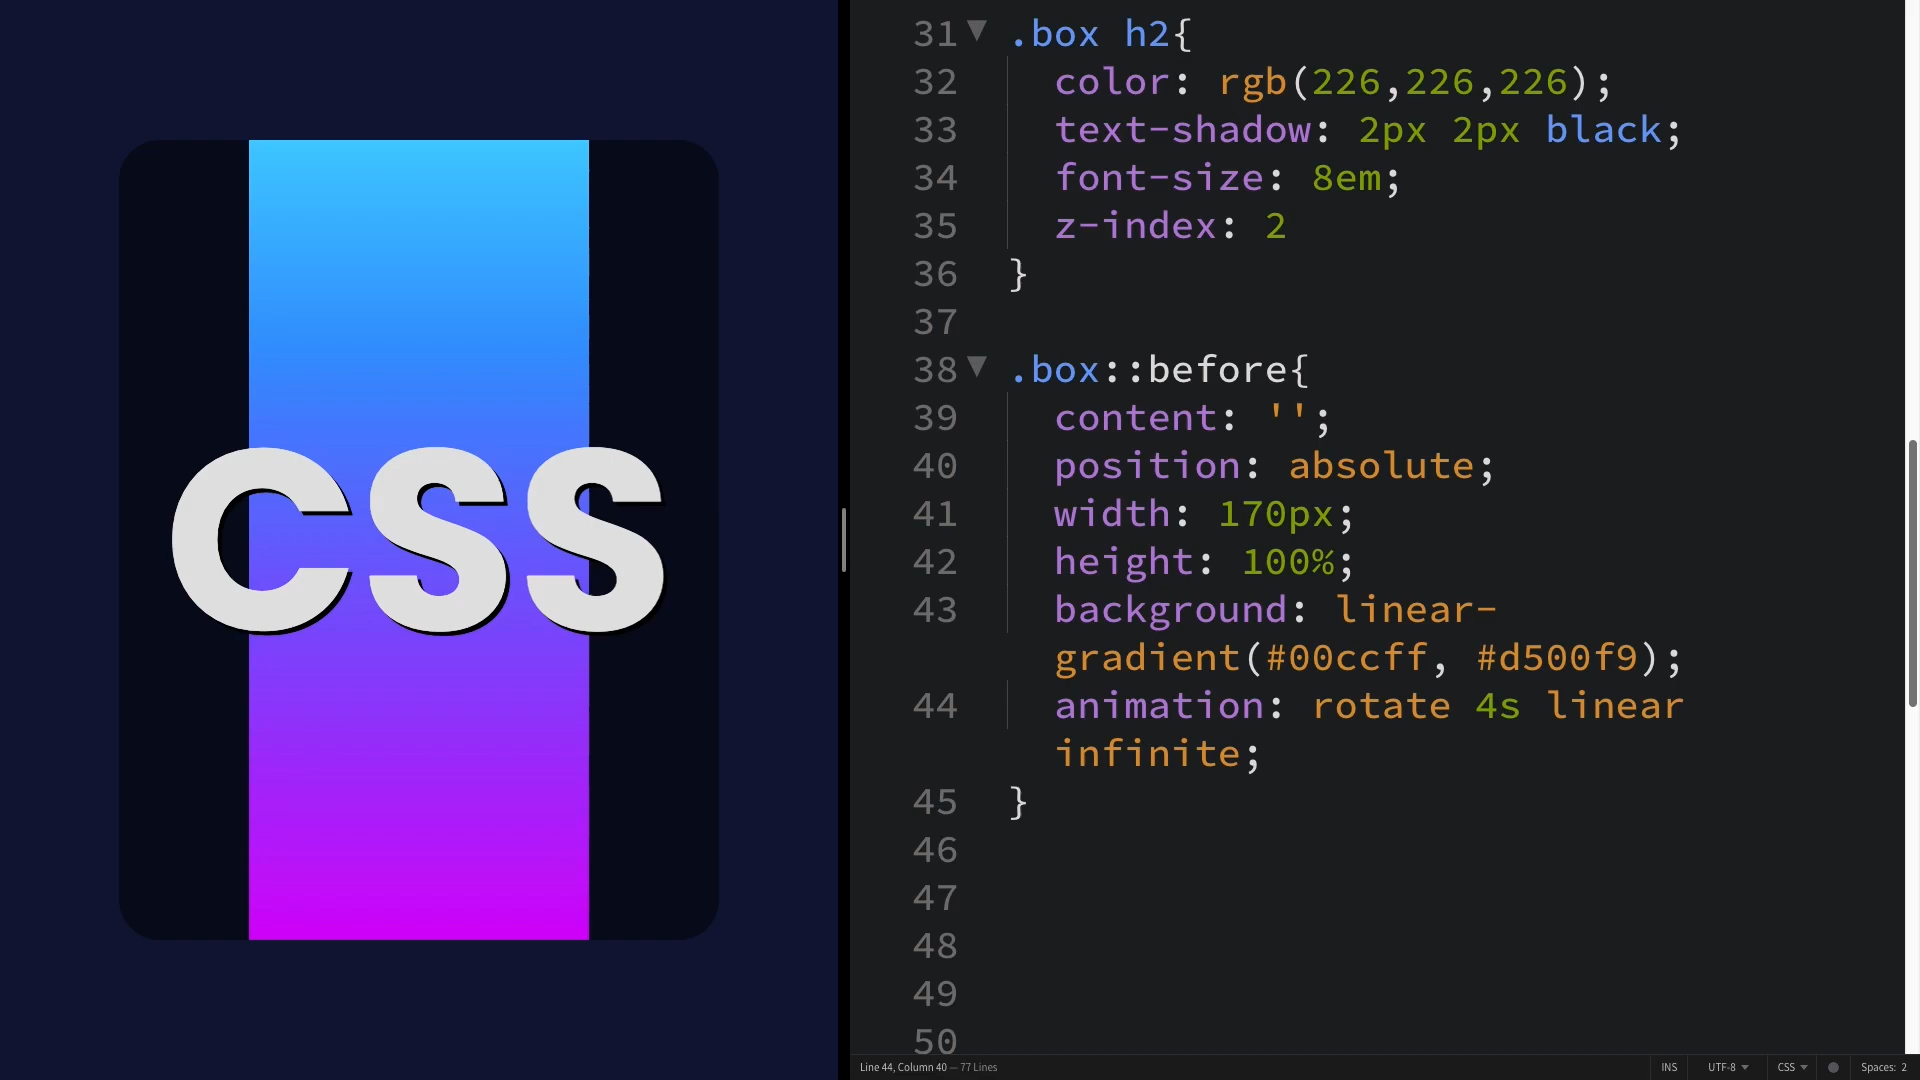 CSS
31 .box h2{
32 color: rgb(226,226,226);
33 text-shadow: 2px 2px black;
34 font-size: 8em;
35 z-index: 2
36 }
37
38 .box::before{
39 content: '';
40 position: absolute;
41 width: 170px;
42 height: 100%;
43 background: linear-
gradient(#00ccff, #d500f9);
44 animation: rotate 4s linear
infinite;
45 }
46
47
48
49
50
Line 44, Column 40 — 77 Lines INS UTF-8 CSS Spaces: 2